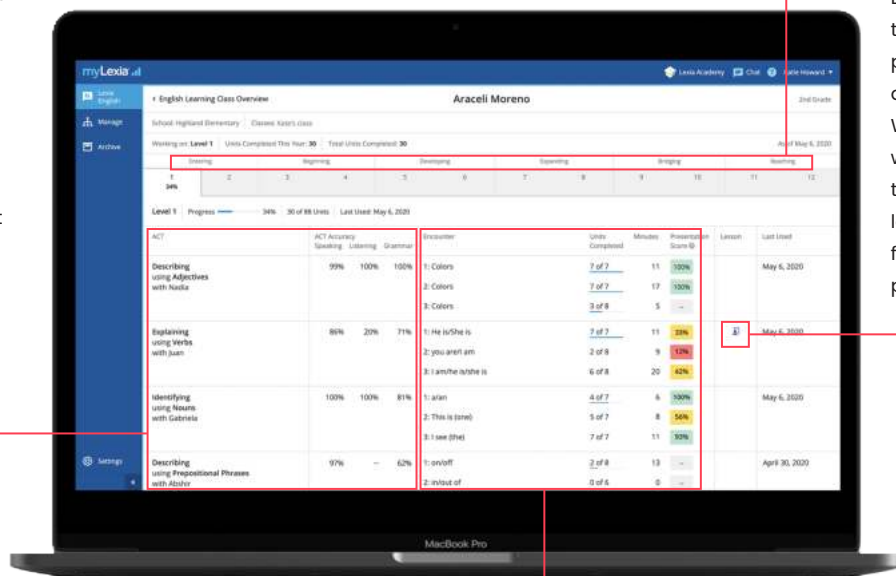 myLexia
Lexia Academy Chat Katie Howard
Lexia English
Manage
Archive
Settings
English Learning Class Overview
Araceli Moreno
2nd Grade
School: Highland Elementary Classes: Kate's class
Working on: Level 1 Units Completed This Year: 30 Total Units Completed: 30
As of May 6, 2020
Entering Beginning Developing Expanding Bridging Reaching
1 2 3 4 5 6 7 8 9 10 11 12
34%
Level 1 Progress 34% 30 of 88 Units Last Used: May 6, 2020
ACT ACT Accuracy Encounter Units Minutes Presentation Lesson Last Used
Speaking Listening Grammar Completed Score
Describing 99% 100% 100% 1: Colors 7 of 7 11 100% May 6, 2020
using Adjectives
with Nadia 2: Colors 7 of 7 17 100%
3: Colors 3 of 8 5 --
Explaining 86% 20% 71% 1: He is/She is 7 of 7 11 May 6, 2020
using Verbs
with Juan 2: you are/I am 2 of 8 9
3: I am/he is/she is 6 of 8 20 42%
Identifying 100% 100% 81% 1: a/an 4 of 7 6 100% May 6, 2020
using Nouns
with Gabriela 2: This is (one) 5 of 7 8 56%
3: I see (the) 7 of 7 11
Describing 97% -- 62% 1: on/off 2 of 8 13 -- April 30, 2020
using Prepositional Phrases
with Abshir 2: in/out of 0 of 6 0 --
MacBook Pro